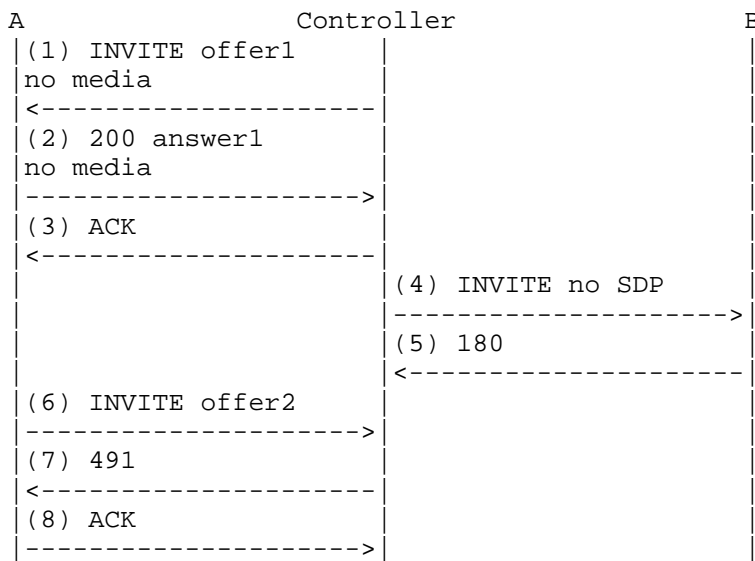 A Controller B
(1) INVITE offer1
no media
<---------------------
(2) 200 answer1
no media
--------------------->
(3) ACK
<---------------------
(4) INVITE no SDP
--------------------->
(5) 180
<---------------------
(6) INVITE offer2
--------------------->
(7) 491
<---------------------
(8) ACK
--------------------->